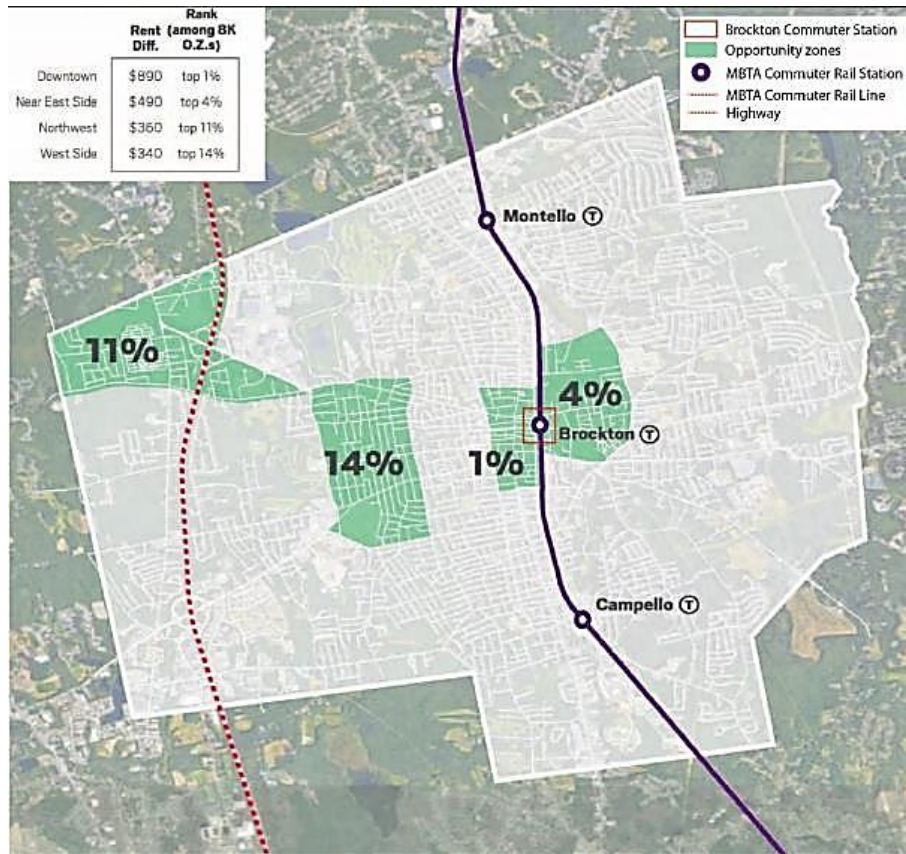 Rent Diff.
Rank (among 8K O.Z.s)
Downtown $890 top 1%
Near East Side $490 top 4%
Northwest $360 top 11%
West Side $340 top 14%
Brockton Commuter Station
Opportunity zones
MBTA Commuter Rail Station
MBTA Commuter Rail Line
Highway
Montello T
11%
4%
Brockton T
14%
1%
Campello T